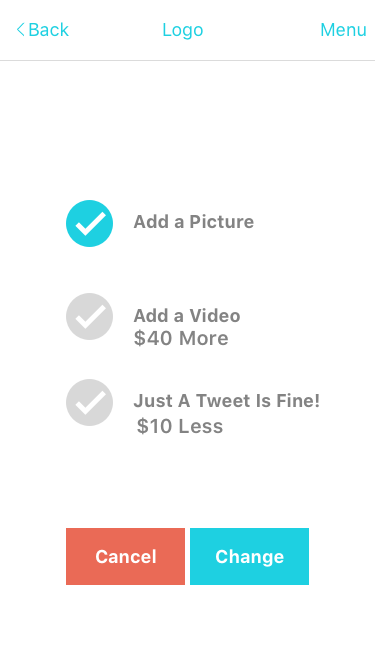 Back Logo Menu
Add a Picture
Add a Video
$40 More
Just A Tweet Is Fine!
$10 Less
Cancel Change